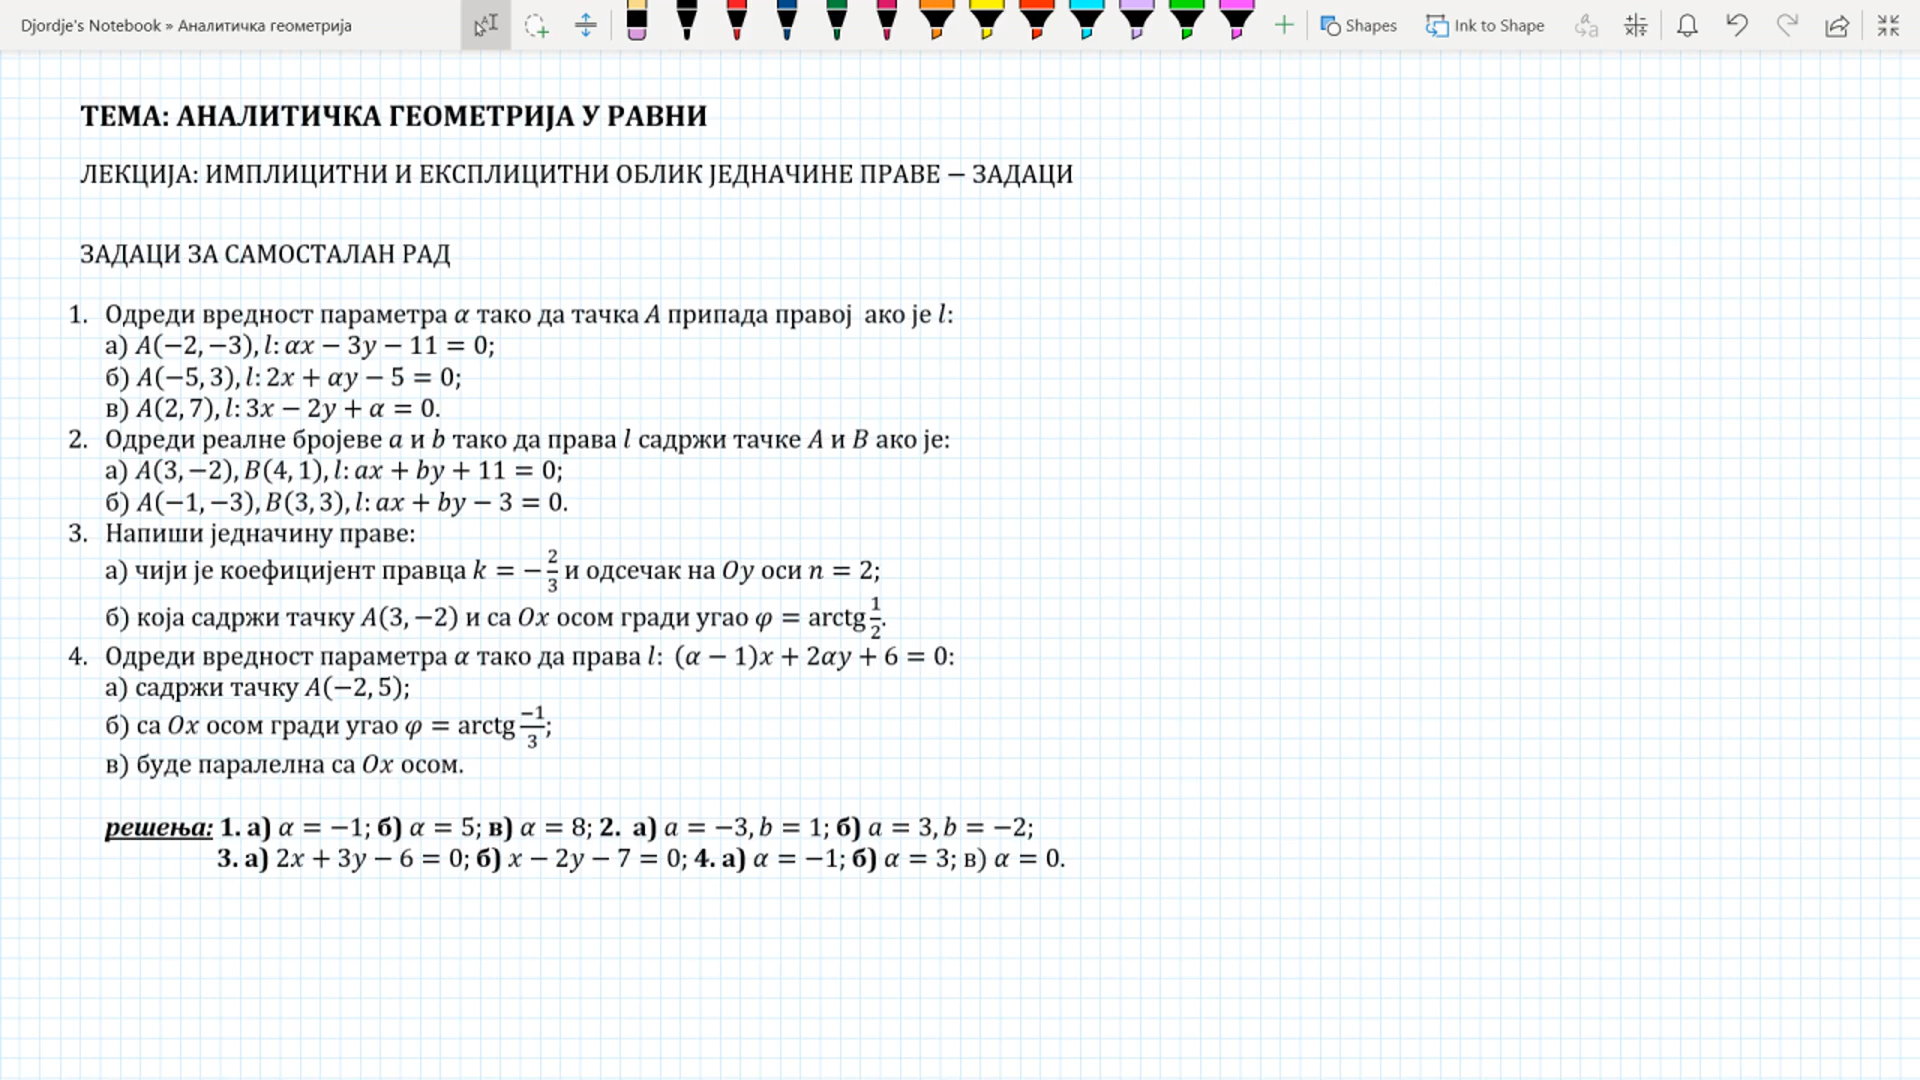 Djordje's Notebook » Аналитичка геометрија
Shapes
Ink to Shape
ТЕМА: АНАЛИТИЧКА ГЕОМЕТРИЈА У РАВНИ
ЛЕКЦИЈА: ИМПЛИЦИТНИ И ЕКСПЛИЦИТНИ ОБЛИК ЈЕДНАЧИНЕ ПРАВЕ – ЗАДАЦИ
ЗАДАЦИ ЗА САМОСТАЛАН РАД
1. Одреди вредност параметра α тако да тачка A припада правој ако је l:
а) A(−2, −3), l: αx − 3y − 11 = 0;
б) A(−5, 3), l: 2x + αy − 5 = 0;
в) A(2, 7), l: 3x − 2y + α = 0.
2. Одреди реалне бројеве a и b тако да права l садржи тачке A и B ако је:
а) A(3, −2), B(4, 1), l: ax + by + 11 = 0;
б) A(−1, −3), B(3, 3), l: ax + by − 3 = 0.
3. Напиши једначину праве:
а) чији је коефицијент правца k = −2/3 и одсечак на Oy оси n = 2;
б) која садржи тачку A(3, −2) и са Ox осом гради угао φ = arctg 1/2.
4. Одреди вредност параметра α тако да права l: (α − 1)x + 2αy + 6 = 0:
а) садржи тачку A(−2, 5);
б) са Ox осом гради угао φ = arctg −1/3;
в) буде паралелна са Ox осом.
решења: 1. а) α = −1; б) α = 5; в) α = 8; 2. а) a = −3, b = 1; б) a = 3, b = −2;
3. а) 2x + 3y − 6 = 0; б) x − 2y − 7 = 0; 4. а) α = −1; б) α = 3; в) α = 0.